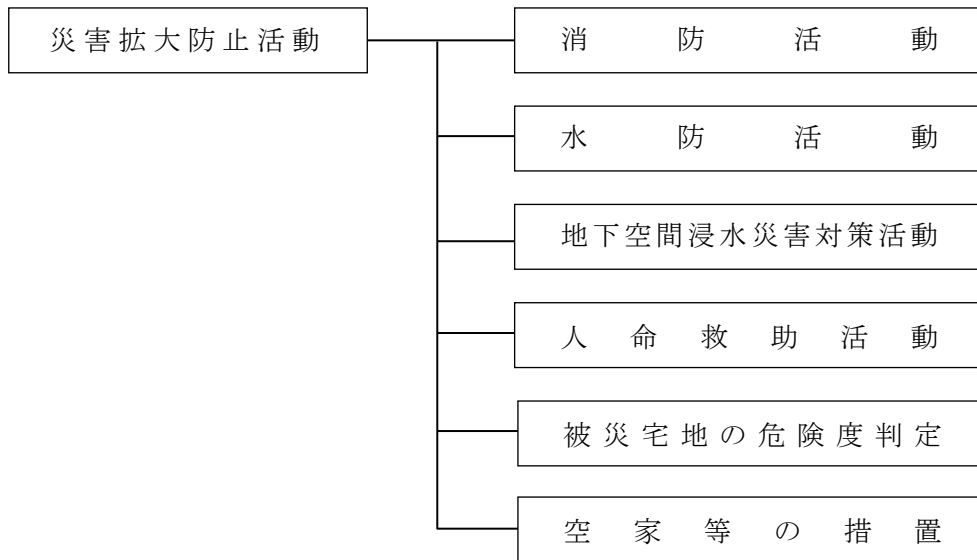 災害拡大防止活動
消防活動
水防活動
地下空間浸水災害対策活動
人命救助活動
被災宅地の危険度判定
空家等の措置